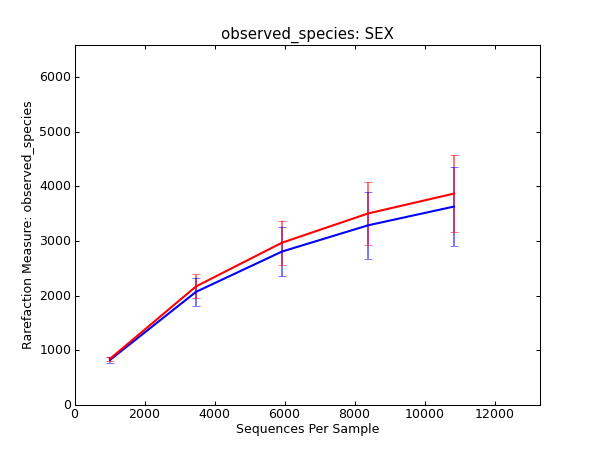 observed_species: SEX
Rarefaction Measure: observed_species
6000
5000
4000
3000
2000
1000
0
0 2000 4000 6000 8000 10000 12000
Sequences Per Sample